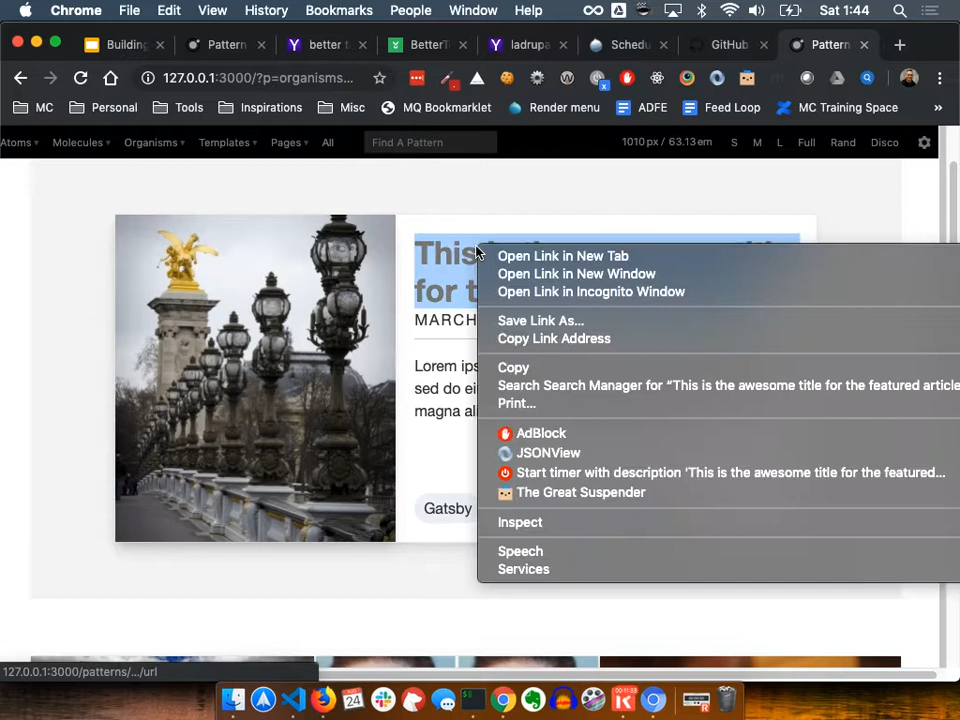 Chrome File Edit View History Bookmarks People Window Help Sat 1:44
Building Pattern better t BetterT ladrupa Schedu GitHub Pattern
127.0.0.1:3000/?p=organisms...
MC Personal Tools Inspirations Misc MQ Bookmarklet Render menu ADFE Feed Loop MC Training Space »
Atoms Molecules Organisms Templates Pages All Find A Pattern 1010 px / 63.13 em S M L Full Rand Disco
This
for t
MARCH
Lorem ips
sed do ei
magna ali
Gatsby
Open Link in New Tab
Open Link in New Window
Open Link in Incognito Window
Save Link As...
Copy Link Address
Copy
Search Search Manager for “This is the awesome title for the featured article
Print...
AdBlock
JSONView
Start timer with description 'This is the awesome title for the featured...
The Great Suspender
Inspect
Speech
Services
127.0.0.1:3000/patterns/.../url